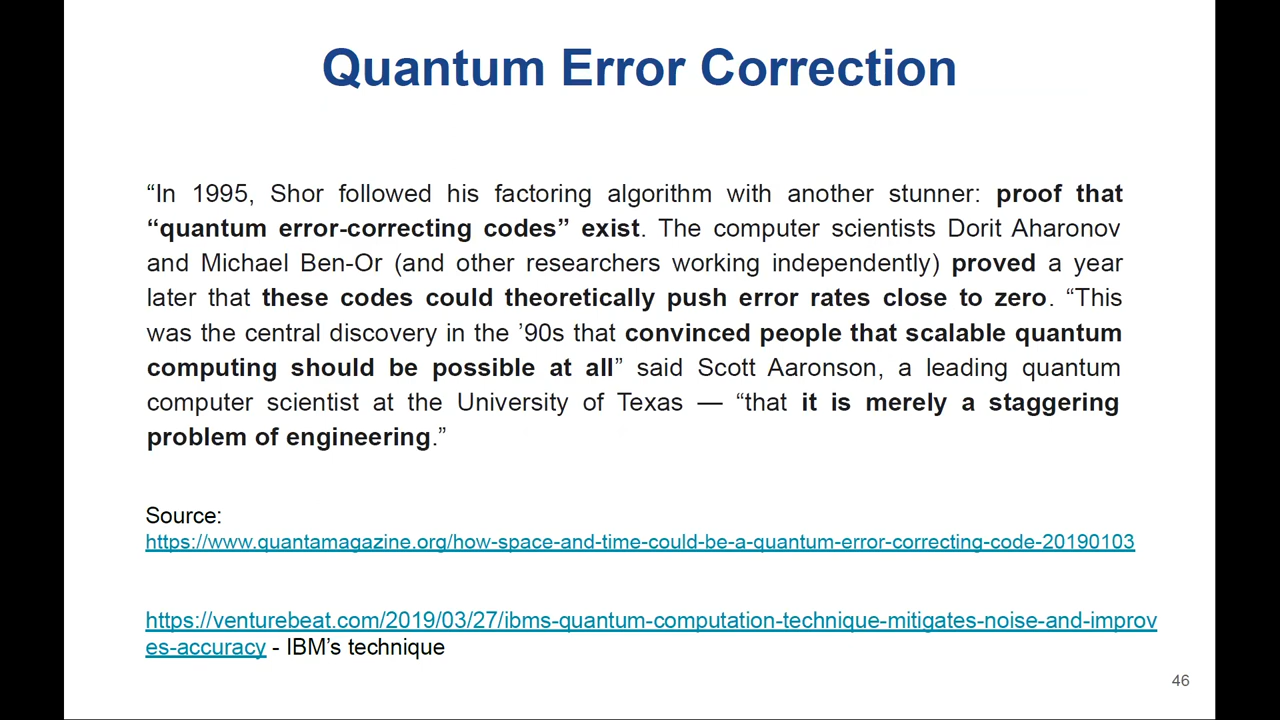 Quantum Error Correction
“In 1995, Shor followed his factoring algorithm with another stunner: proof that
“quantum error-correcting codes” exist. The computer scientists Dorit Aharonov
and Michael Ben-Or (and other researchers working independently) proved a year
later that these codes could theoretically push error rates close to zero. “This
was the central discovery in the ’90s that convinced people that scalable quantum
computing should be possible at all” said Scott Aaronson, a leading quantum
computer scientist at the University of Texas — “that it is merely a staggering
problem of engineering.”
Source:
https://www.quantamagazine.org/how-space-and-time-could-be-a-quantum-error-correcting-code-20190103
https://venturebeat.com/2019/03/27/ibms-quantum-computation-technique-mitigates-noise-and-improv
es-accuracy - IBM’s technique
46